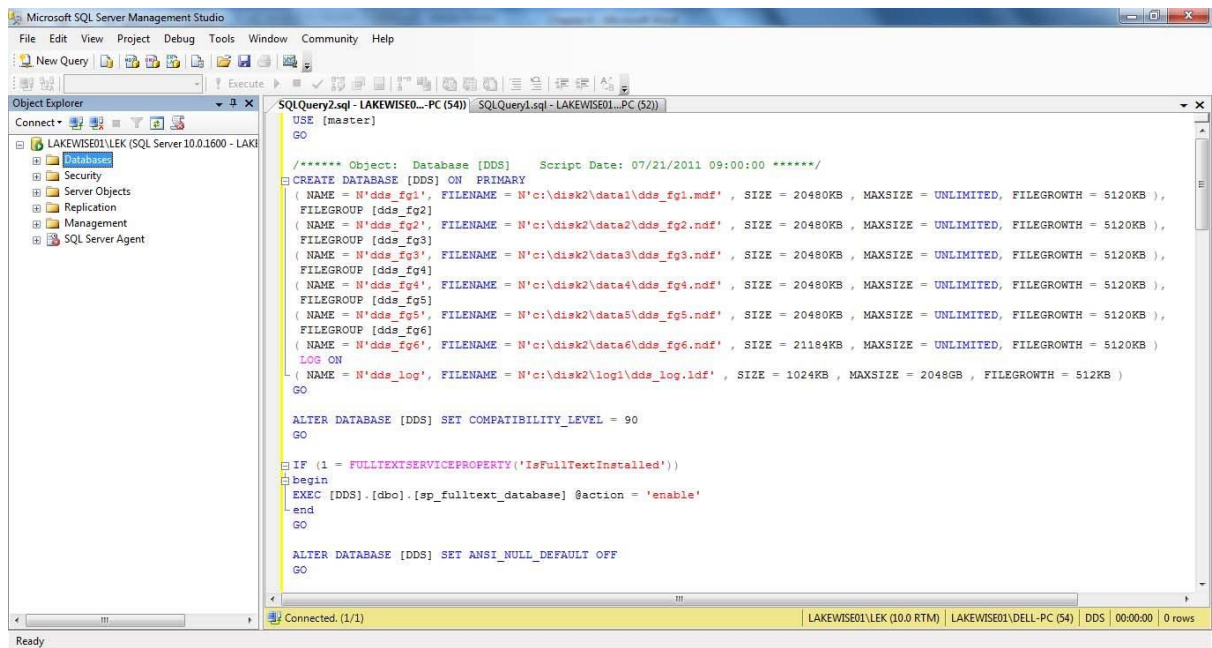 Microsoft SQL Server Management Studio
File Edit View Project Debug Tools Window Community Help
New Query
Execute
Object Explorer
Connect
LAKEWISE01\LEK (SQL Server 10.0.1600 - LAKE
Databases
Security
Server Objects
Replication
Management
SQL Server Agent
SQLQuery2.sql - LAKEWISE0...-PC (54)) SQLQuery1.sql - LAKEWISE01...PC (52))
USE [master]
GO
/****** Object: Database [DDS] Script Date: 07/21/2011 09:00:00 ******/
CREATE DATABASE [DDS] ON PRIMARY
( NAME = N'dds_fg1', FILENAME = N'c:\disk2\data1\dds_fg1.mdf' , SIZE = 20480KB , MAXSIZE = UNLIMITED, FILEGROWTH = 5120KB ),
FILEGROUP [dds_fg2]
( NAME = N'dds_fg2', FILENAME = N'c:\disk2\data2\dds_fg2.ndf' , SIZE = 20480KB , MAXSIZE = UNLIMITED, FILEGROWTH = 5120KB ),
FILEGROUP [dds_fg3]
( NAME = N'dds_fg3', FILENAME = N'c:\disk2\data3\dds_fg3.ndf' , SIZE = 20480KB , MAXSIZE = UNLIMITED, FILEGROWTH = 5120KB ),
FILEGROUP [dds_fg4]
( NAME = N'dds_fg4', FILENAME = N'c:\disk2\data4\dds_fg4.ndf' , SIZE = 20480KB , MAXSIZE = UNLIMITED, FILEGROWTH = 5120KB ),
FILEGROUP [dds_fg5]
( NAME = N'dds_fg5', FILENAME = N'c:\disk2\data5\dds_fg5.ndf' , SIZE = 20480KB , MAXSIZE = UNLIMITED, FILEGROWTH = 5120KB ),
FILEGROUP [dds_fg6]
( NAME = N'dds_fg6', FILENAME = N'c:\disk2\data6\dds_fg6.ndf' , SIZE = 21184KB , MAXSIZE = UNLIMITED, FILEGROWTH = 5120KB )
LOG ON
( NAME = N'dds_log', FILENAME = N'c:\disk2\log1\dds_log.ldf' , SIZE = 1024KB , MAXSIZE = 2048GB , FILEGROWTH = 512KB )
GO
ALTER DATABASE [DDS] SET COMPATIBILITY_LEVEL = 90
GO
IF (1 = FULLTEXTSERVICEPROPERTY('IsFullTextInstalled'))
begin
EXEC [DDS].[dbo].[sp_fulltext_database] @action = 'enable'
end
GO
ALTER DATABASE [DDS] SET ANSI_NULL_DEFAULT OFF
GO
Connected. (1/1) LAKEWISE01\LEK (10.0 RTM) LAKEWISE01\DELL-PC (54) DDS 00:00:00 0 rows
Ready